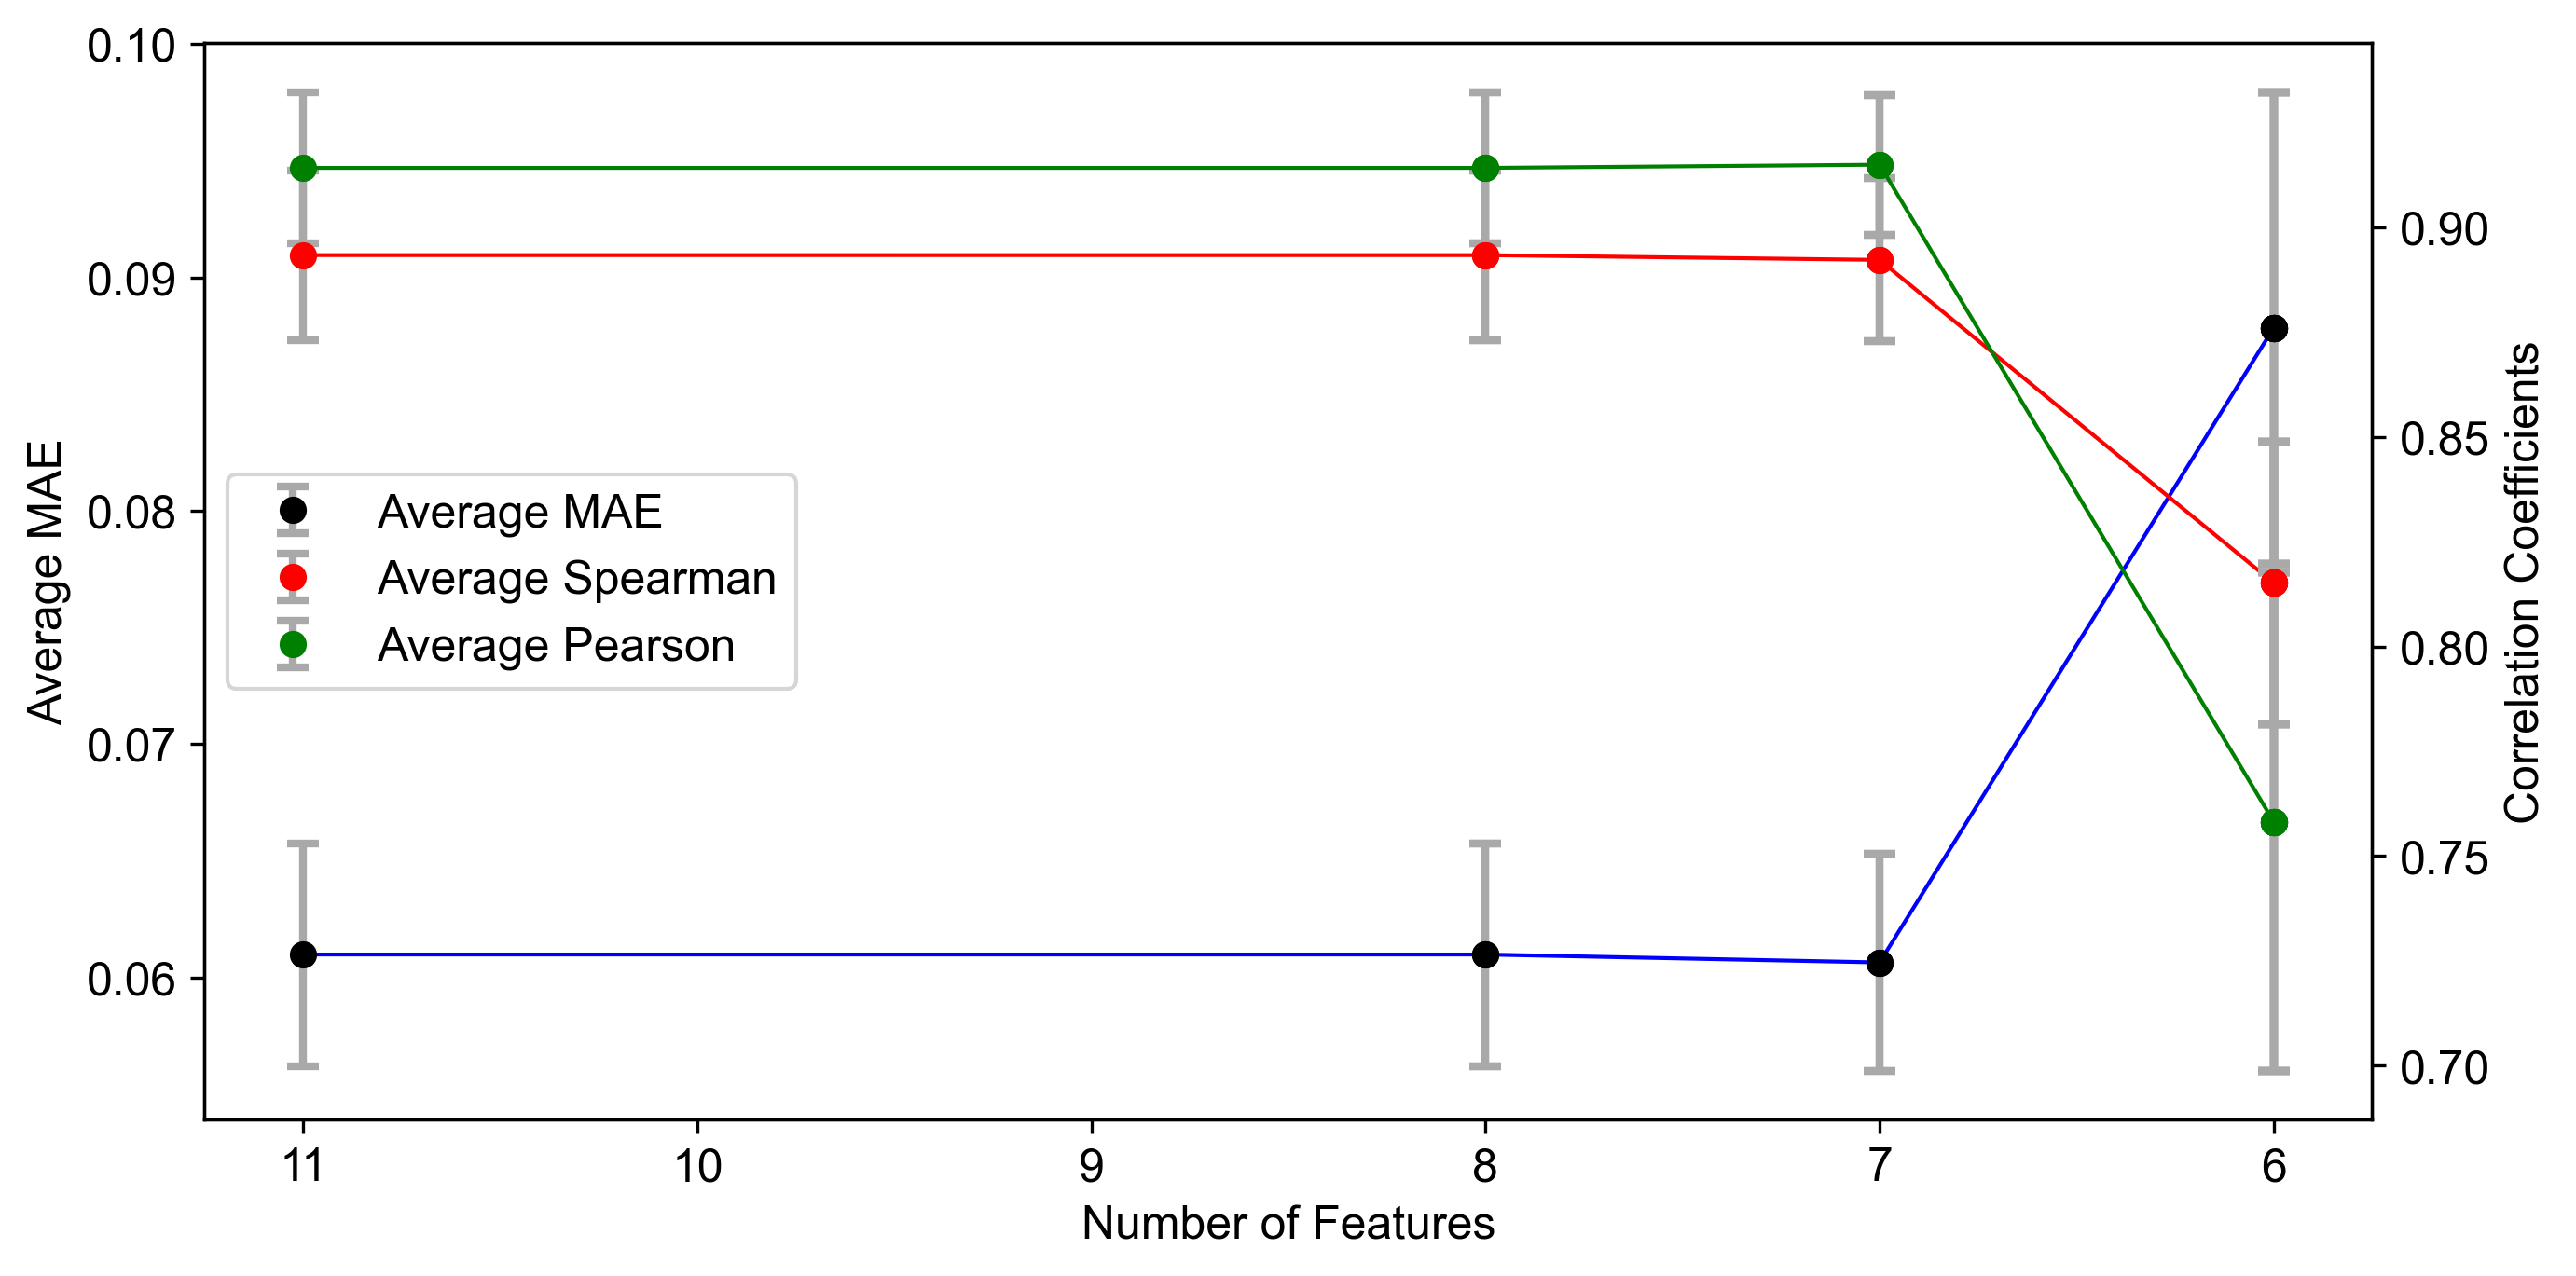 0.10
0.09
0.08
0.07
0.06
Average MAE
Average MAE
Average Spearman
Average Pearson
0.90
0.85
0.80
0.75
0.70
Correlation Coefficients
11 10 9 8 7 6
Number of Features